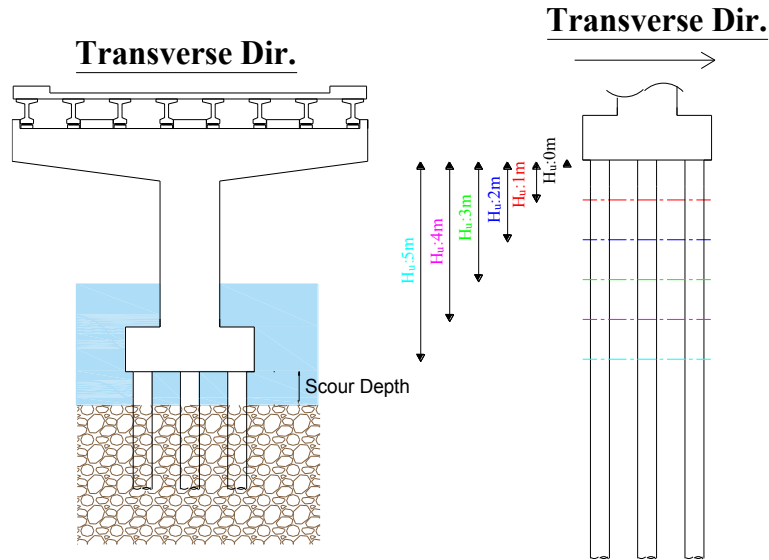 Transverse Dir.
Transverse Dir.
Hu:0m
Hu:1m
Hu:2m
Hu:3m
Hu:4m
Hu:5m
Scour Depth